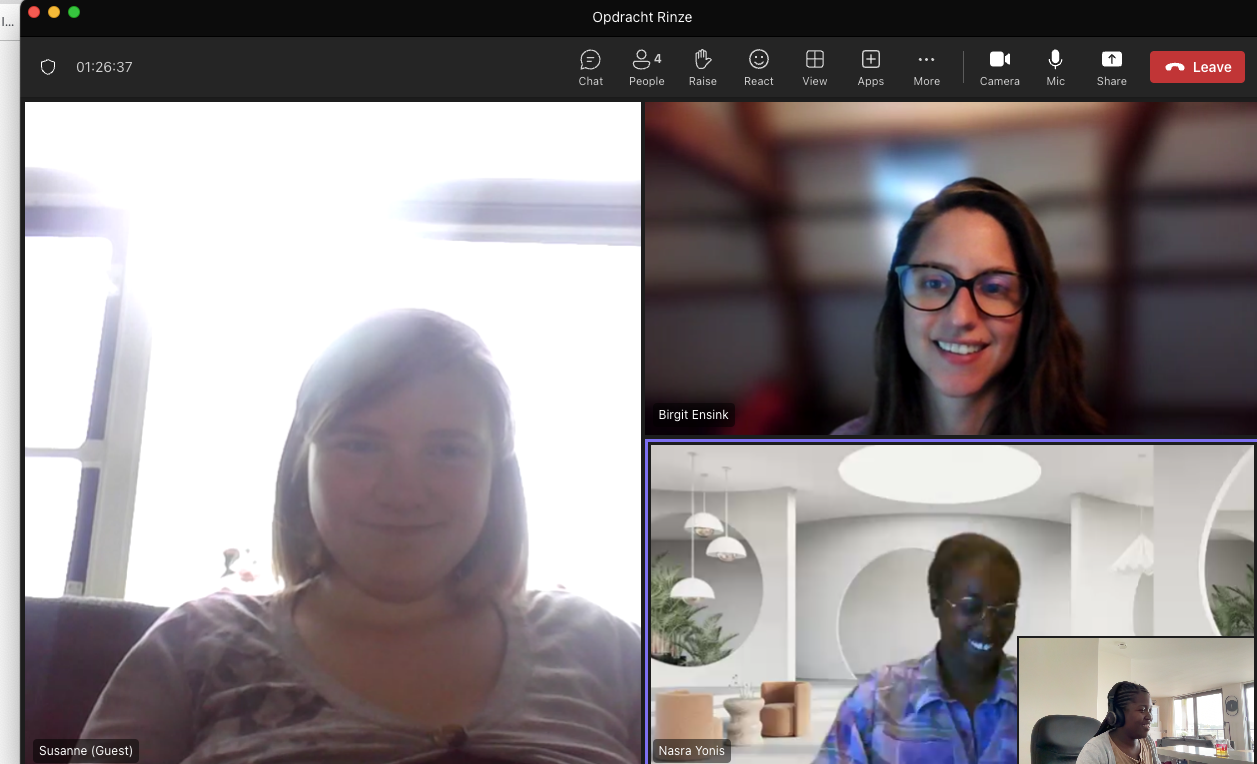 I...
Opdracht Rinze
01:26:37
Chat
People 4
Raise
React
View
Apps
More
Camera
Mic
Share
Leave
Birgit Ensink
Susanne (Guest)
Nasra Yonis